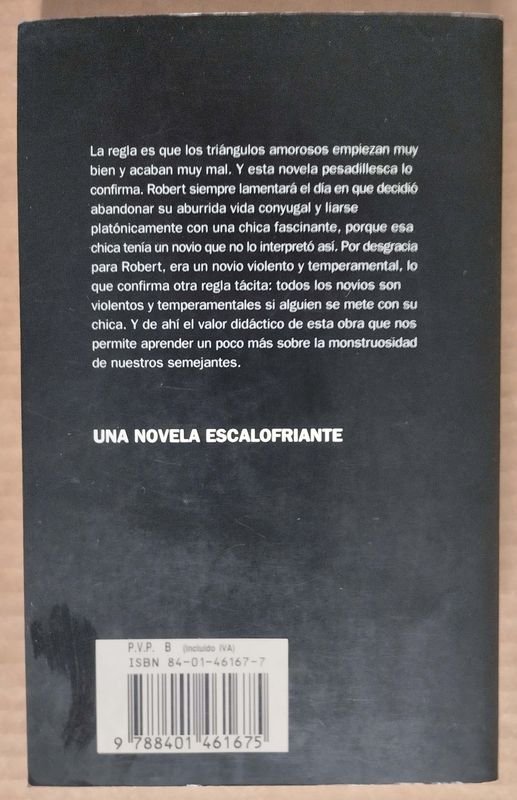 La regla es que los triángulos amorosos empiezan muy
bien y acaban muy mal. Y esta novela pesadillesca lo
confirma. Robert siempre lamentará el día en que decidió
abandonar su aburrida vida conyugal y liarse
platónicamente con una chica fascinante, porque esa
chica tenía un novio que no lo interpretó así. Por desgracia
para Robert, era un novio violento y temperamental, lo
que confirma otra regla tácita: todos los novios son
violentos y temperamentales si alguien se mete con su
chica. Y de ahí el valor didáctico de esta obra que nos
permite aprender un poco más sobre la monstruosidad
de nuestros semejantes.
UNA NOVELA ESCALOFRIANTE
P.V.P. B (incluido IVA)
ISBN 84-01-46167-7
9 788401 461675